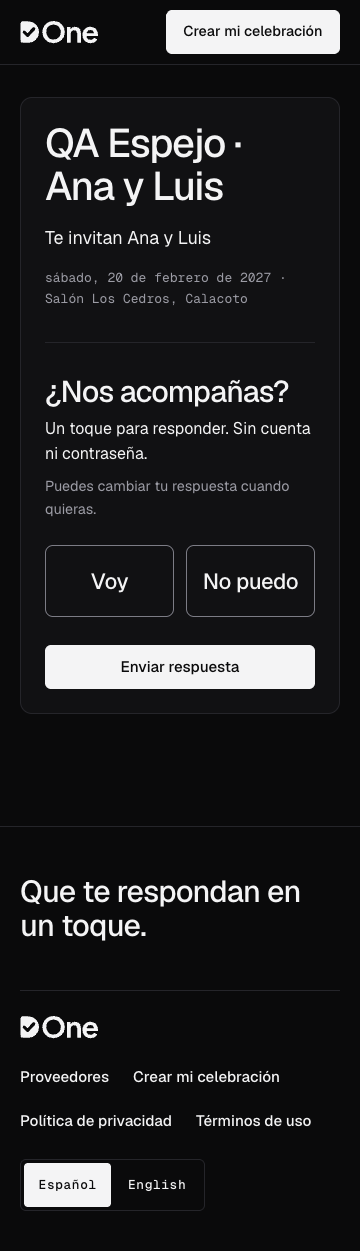 DOne
Crear mi celebración
QA Espejo ·
Ana y Luis
Te invitan Ana y Luis
sábado, 20 de febrero de 2027 ·
Salón Los Cedros, Calacoto
¿Nos acompañas?
Un toque para responder. Sin cuenta
ni contraseña.
Puedes cambiar tu respuesta cuando
quieras.
Voy
No puedo
Enviar respuesta
Que te respondan en
un toque.
DOne
Proveedores
Crear mi celebración
Política de privacidad
Términos de uso
Español
English